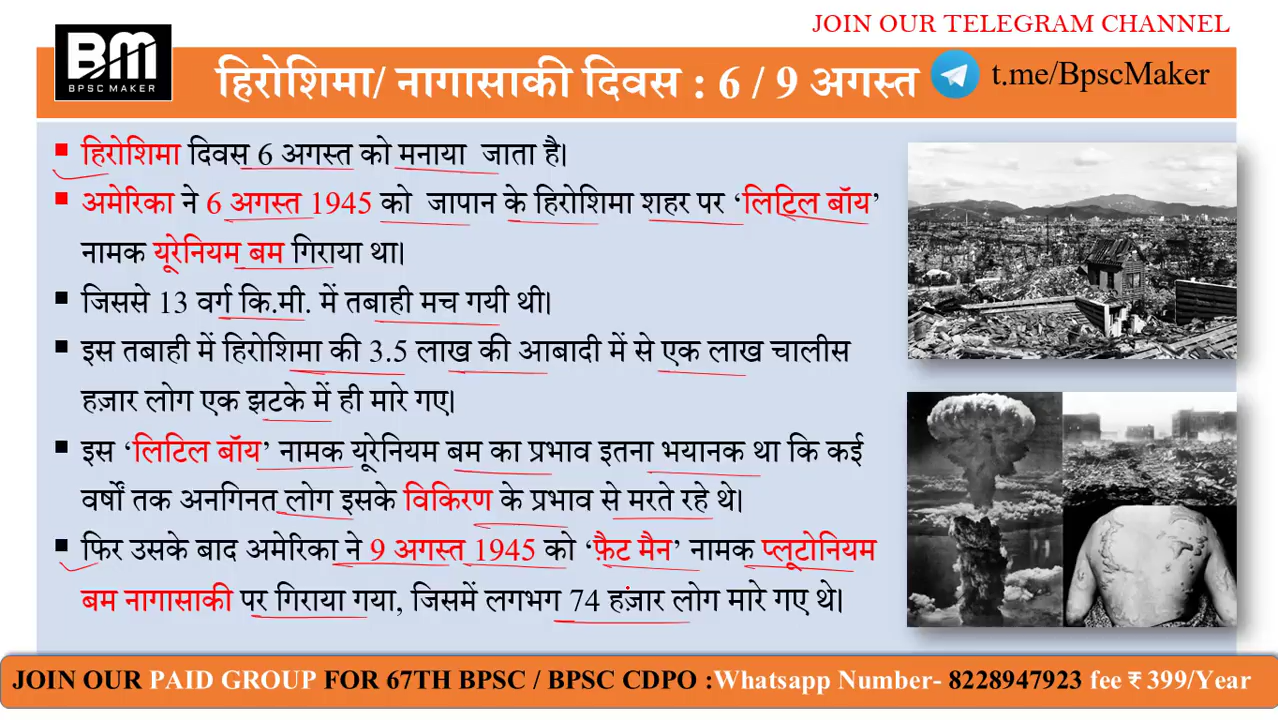 JOIN OUR TELEGRAM CHANNEL
BM
BPSC MAKER
हिरोशिमा/ नागासाकी दिवस : 6 / 9 अगस्त
t.me/BpscMaker
▪ हिरोशिमा दिवस 6 अगस्त को मनाया जाता है।
▪ अमेरिका ने 6 अगस्त 1945 को जापान के हिरोशिमा शहर पर ‘लिटिल बॉय’
नामक यूरेनियम बम गिराया था।
▪ जिससे 13 वर्ग कि.मी. में तबाही मच गयी थी।
▪ इस तबाही में हिरोशिमा की 3.5 लाख की आबादी में से एक लाख चालीस
हज़ार लोग एक झटके में ही मारे गए।
▪ इस ‘लिटिल बॉय’ नामक यूरेनियम बम का प्रभाव इतना भयानक था कि कई
वर्षों तक अनगिनत लोग इसके विकिरण के प्रभाव से मरते रहे थे।
▪ फिर उसके बाद अमेरिका ने 9 अगस्त 1945 को ‘फ़ैट मैन’ नामक प्लूटोनियम
बम नागासाकी पर गिराया गया, जिसमें लगभग 74 हज़ार लोग मारे गए थे।
JOIN OUR PAID GROUP FOR 67TH BPSC / BPSC CDPO :Whatsapp Number- 8228947923 fee ₹ 399/Year